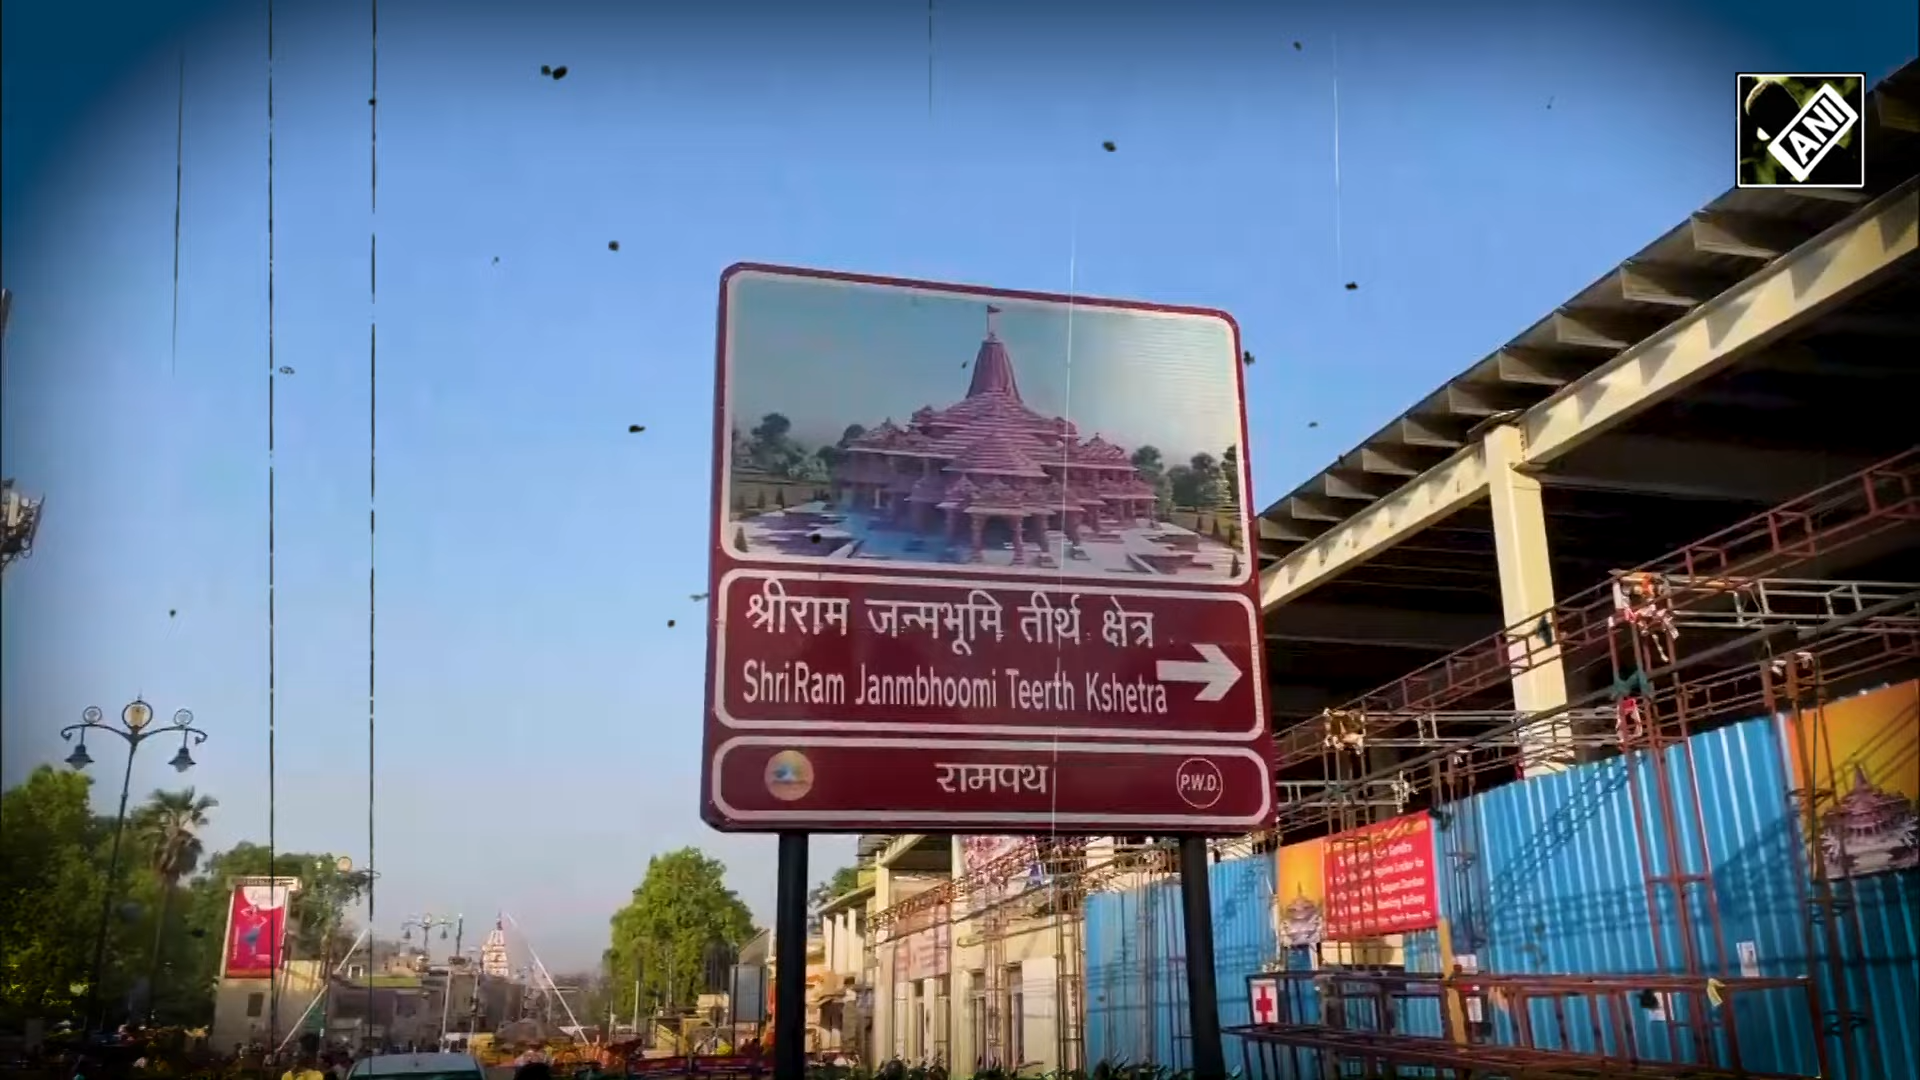 ANI
श्रीराम जन्मभूमि तीर्थ क्षेत्र
Shri Ram Janmbhoomi Teerth Kshetra
रामपथ
P.W.D.